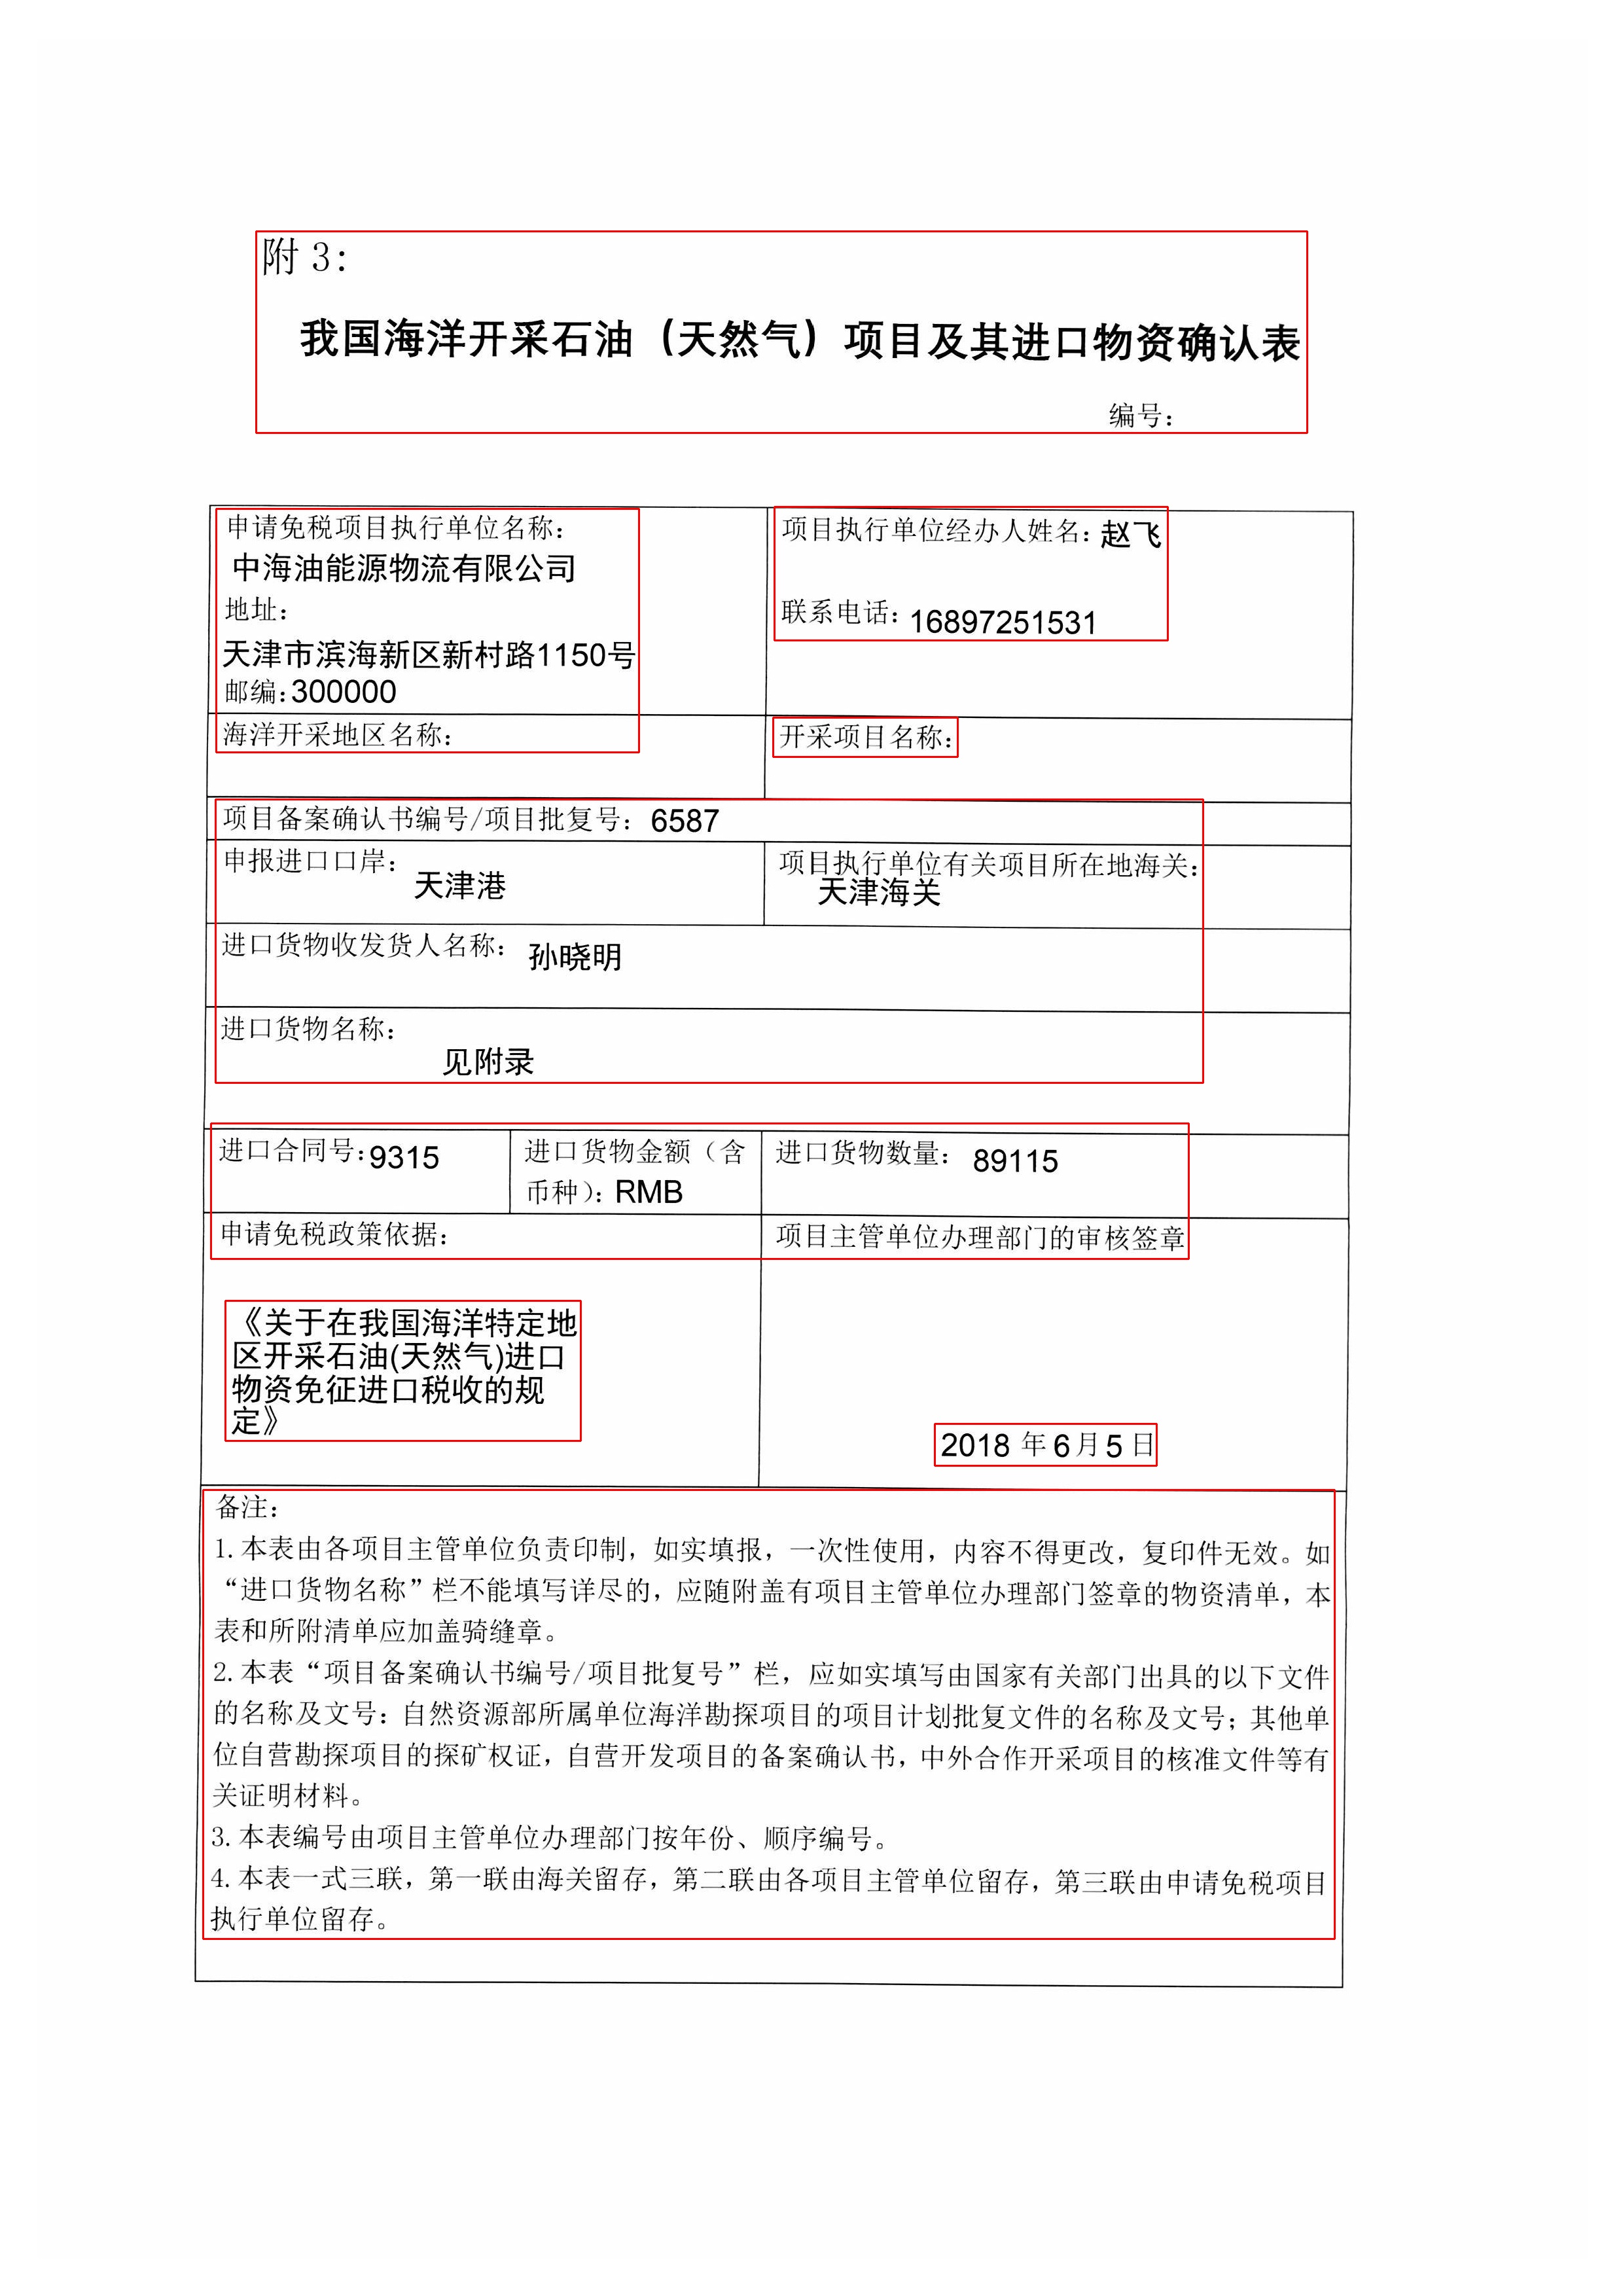 附 3：
我国海洋开采石油（天然气）项目及其进口物资确认表
编号：
申请免税项目执行单位名称：
中海油能源物流有限公司
地址：
天津市滨海新区新村路1150号
邮编：300000
项目执行单位经办人姓名：赵飞
联系电话：16897251531
海洋开采地区名称：
开采项目名称：
项目备案确认书编号/项目批复号：6587
申报进口口岸：天津港
项目执行单位有关项目所在地海关：
天津海关
进口货物收发货人名称：孙晓明
进口货物名称：
见附录
进口合同号：9315
进口货物金额（含
币种）：RMB
进口货物数量：89115
申请免税政策依据：
《关于在我国海洋特定地
区开采石油(天然气)进口
物资免征进口税收的规
定》
项目主管单位办理部门的审核签章
2018 年 6 月 5 日
备注：
1.本表由各项目主管单位负责印制，如实填报，一次性使用，内容不得更改，复印件无效。如
“进口货物名称”栏不能填写详尽的，应随附盖有项目主管单位办理部门签章的物资清单，本
表和所附清单应加盖骑缝章。
2.本表“项目备案确认书编号/项目批复号”栏，应如实填写由国家有关部门出具的以下文件
的名称及文号：自然资源部所属单位海洋勘探项目的项目计划批复文件的名称及文号；其他单
位自营勘探项目的探矿权证，自营开发项目的备案确认书，中外合作开采项目的核准文件等有
关证明材料。
3.本表编号由项目主管单位办理部门按年份、顺序编号。
4.本表一式三联，第一联由海关留存，第二联由各项目主管单位留存，第三联由申请免税项目
执行单位留存。